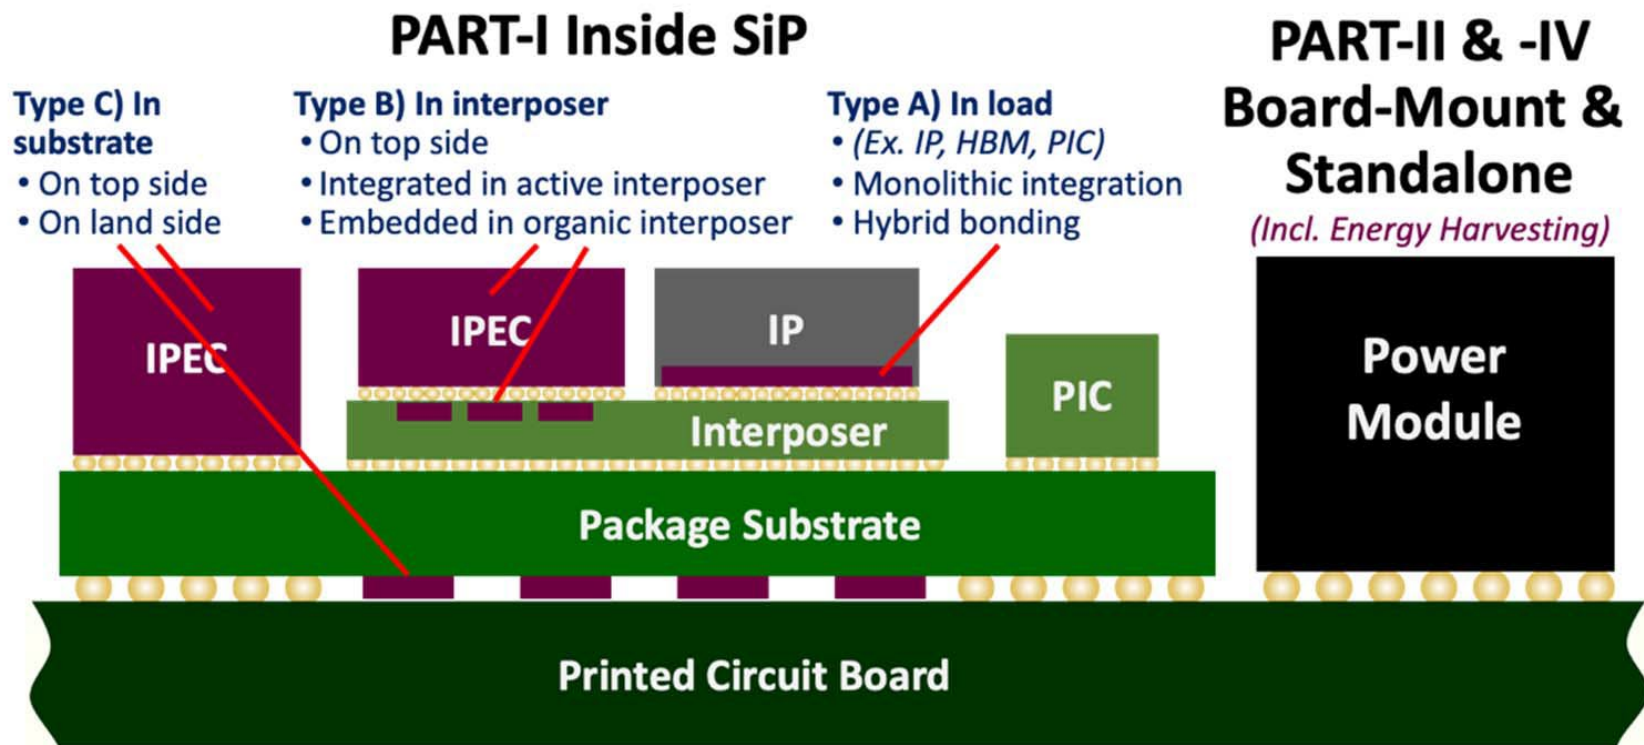 PART-I Inside SiP
PART-II & -IV
Board-Mount &
Standalone
(Incl. Energy Harvesting)
Type C) In
substrate
• On top side
• On land side
Type B) In interposer
• On top side
• Integrated in active interposer
• Embedded in organic interposer
Type A) In load
• (Ex. IP, HBM, PIC)
• Monolithic integration
• Hybrid bonding
IPEC
IPEC
IP
PIC
Interposer
Power
Module
Package Substrate
Printed Circuit Board